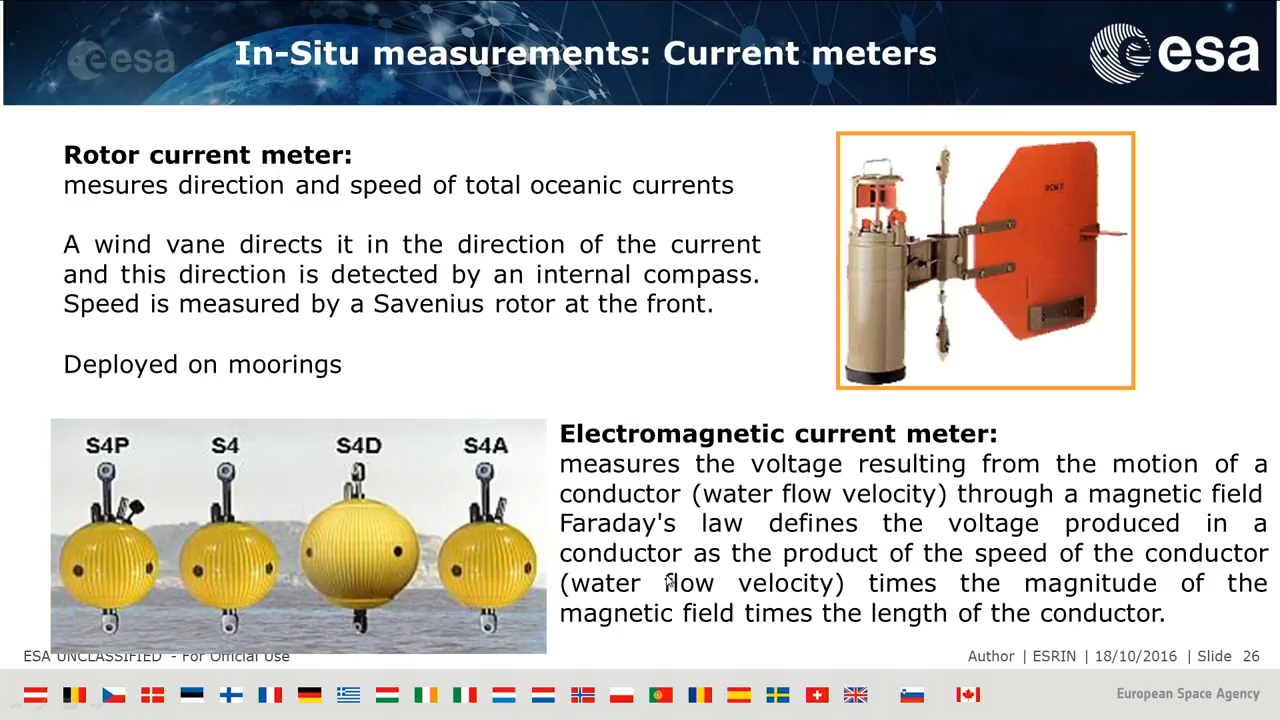 esa
In-Situ measurements: Current meters
esa
Rotor current meter:
mesures direction and speed of total oceanic currents
A wind vane directs it in the direction of the current
and this direction is detected by an internal compass.
Speed is measured by a Savenius rotor at the front.
Deployed on moorings
S4P S4 S4D S4A
Electromagnetic current meter:
measures the voltage resulting from the motion of a
conductor (water flow velocity) through a magnetic field
Faraday's law defines the voltage produced in a
conductor as the product of the speed of the conductor
(water flow velocity) times the magnitude of the
magnetic field times the length of the conductor.
ESA UNCLASSIFIED - For Official Use
Author | ESRIN | 18/10/2016 | Slide 26
European Space Agency